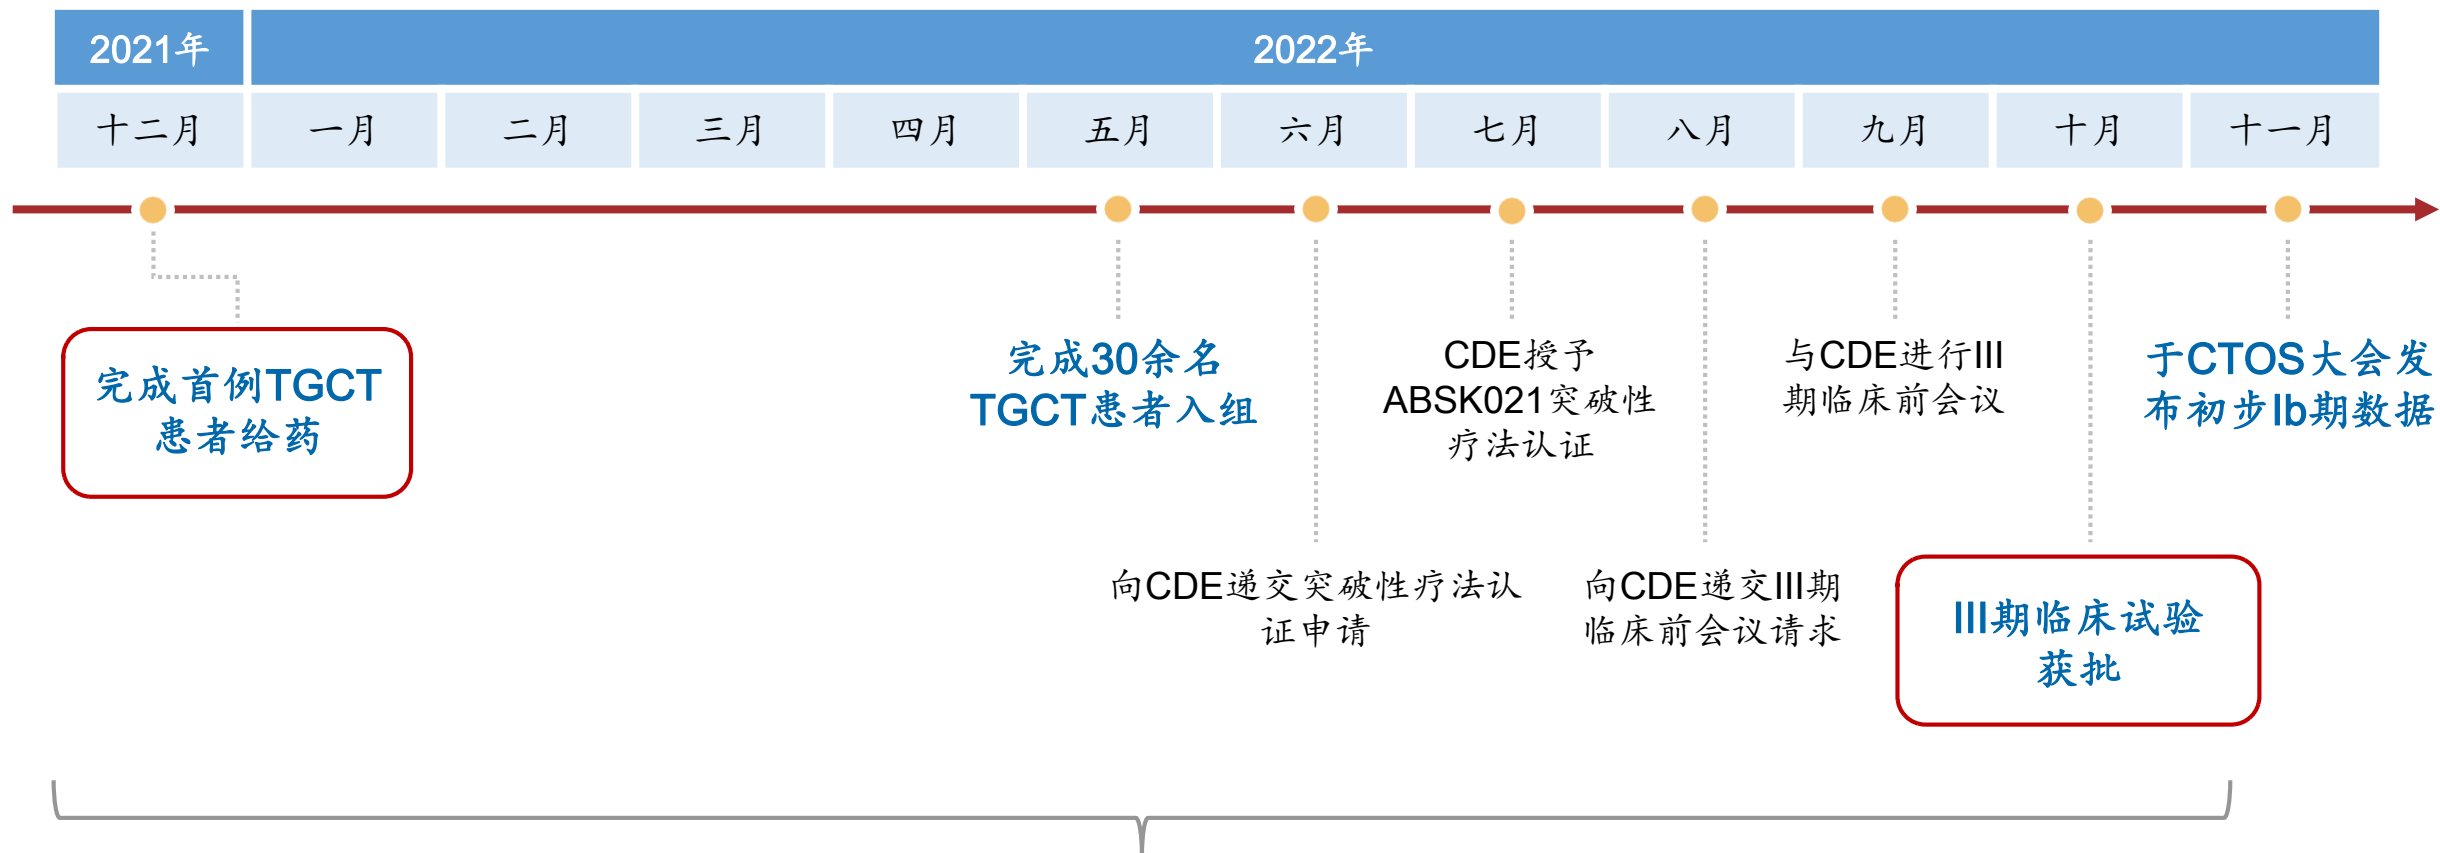 2021年
2022年
十二月
一月
二月
三月
四月
五月
六月
七月
八月
九月
十月
十一月
完成首例TGCT
患者给药
完成30余名
TGCT患者入组
向CDE递交突破性疗法认
证申请
CDE授予
ABSK021突破性
疗法认证
向CDE递交III期
临床前会议请求
与CDE进行III
期临床前会议
III期临床试验
获批
于CTOS大会发
布初步Ib期数据